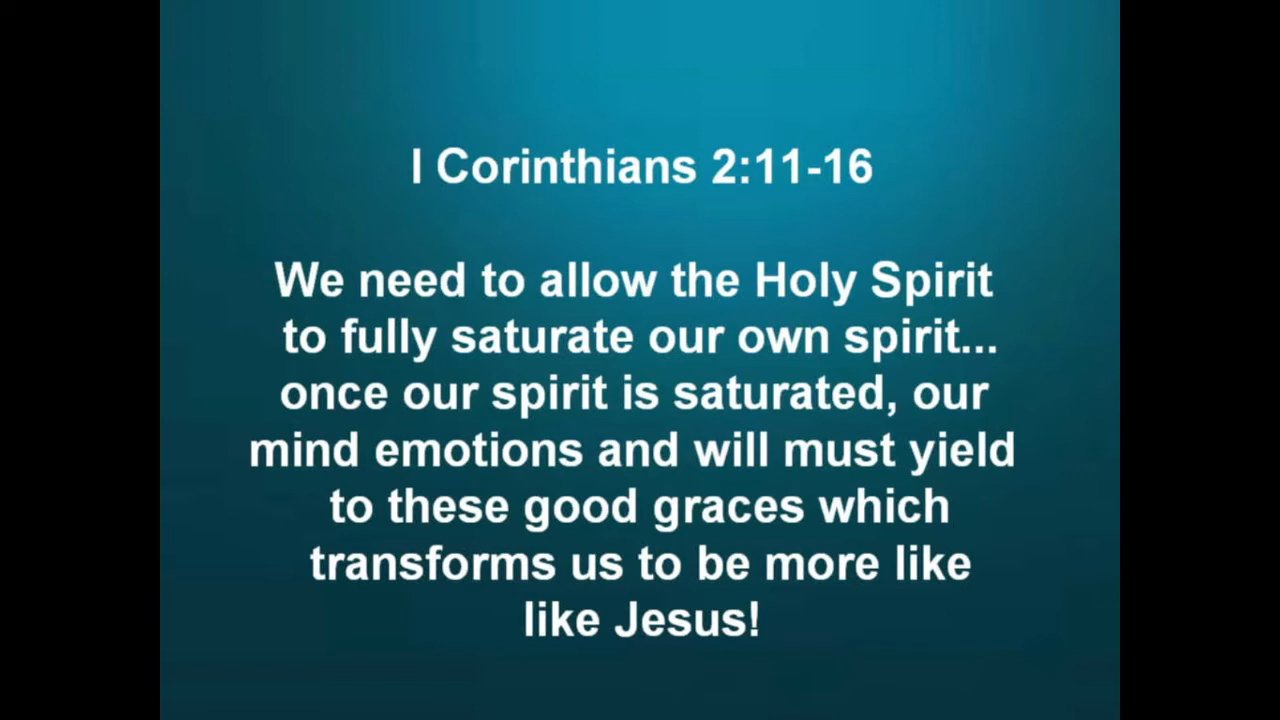 I Corinthians 2:11-16
We need to allow the Holy Spirit
to fully saturate our own spirit...
once our spirit is saturated, our
mind emotions and will must yield
to these good graces which
transforms us to be more like
like Jesus!